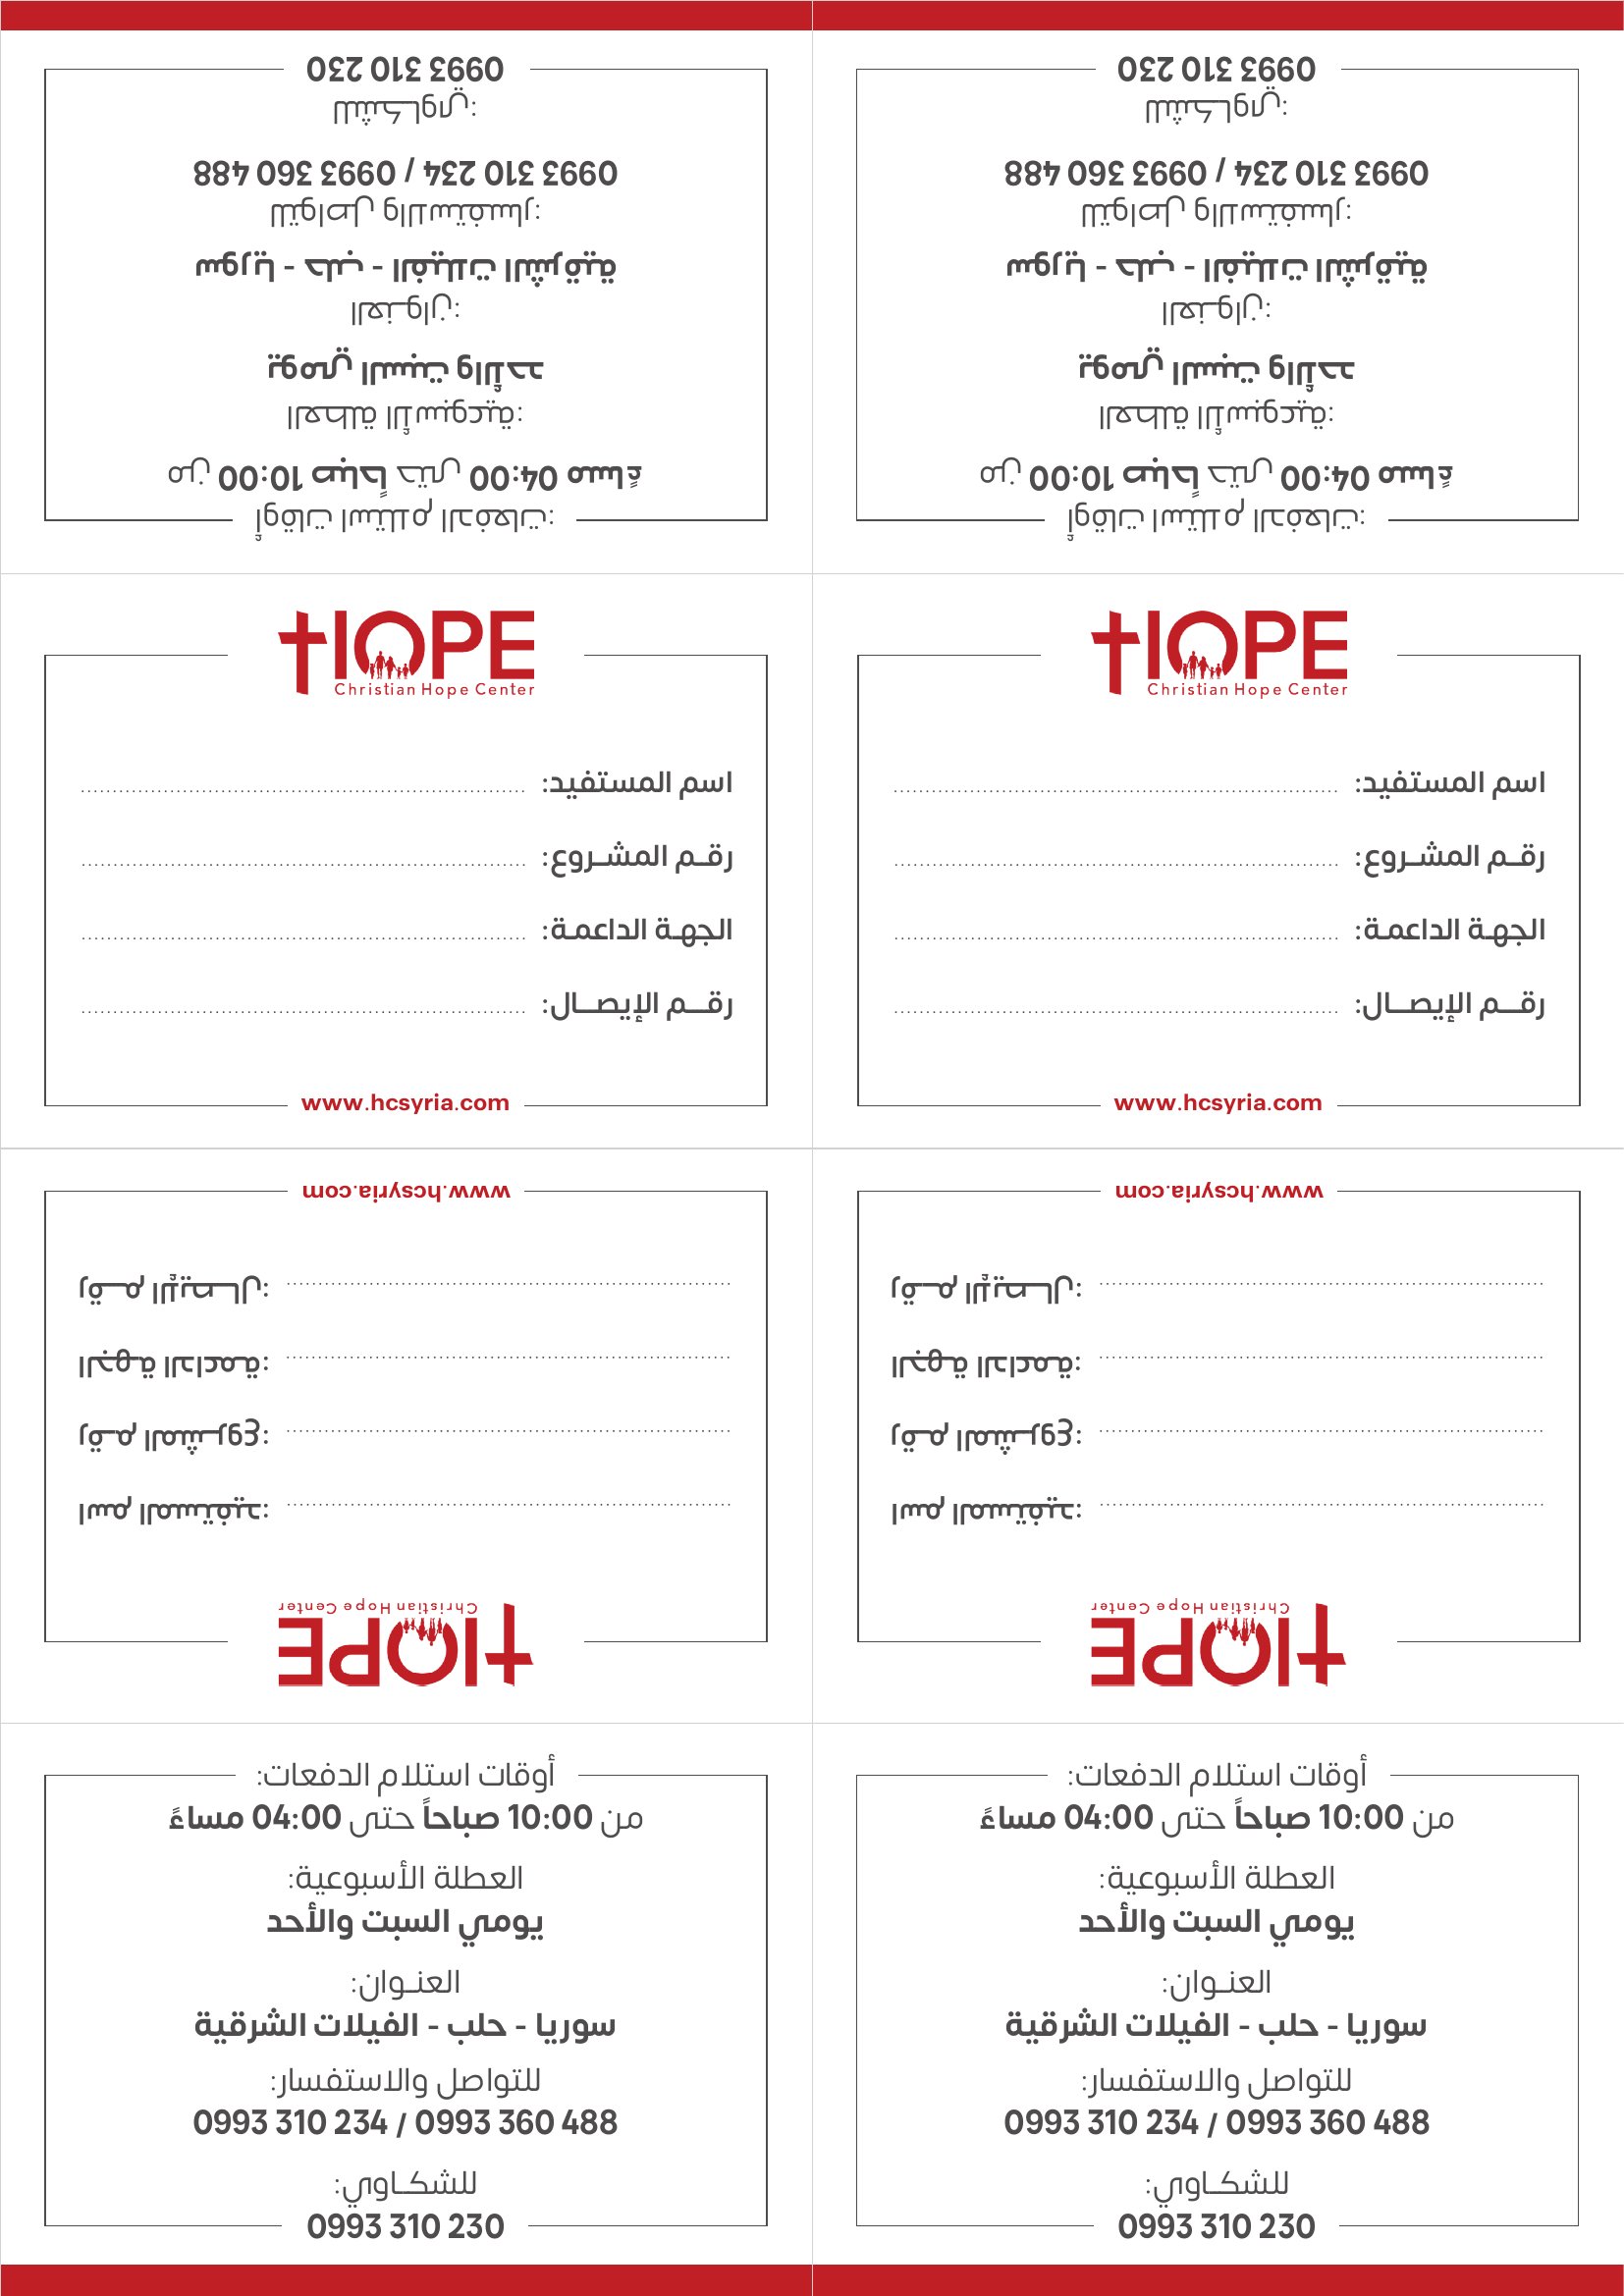 0993 310 230
للشكـاوي:
0993 310 234 / 0993 360 488
للتواصل والاستفسار:
سوريا - حلب - الفيلات الشرقية
العنـوان:
يومي السبت والأحد
العطلة الأسبوعية:
من 10:00 صباحاً حتى 04:00 مساءً
أوقات استلام الدفعات:
0993 310 230
للشكـاوي:
0993 310 234 / 0993 360 488
للتواصل والاستفسار:
سوريا - حلب - الفيلات الشرقية
العنـوان:
يومي السبت والأحد
العطلة الأسبوعية:
من 10:00 صباحاً حتى 04:00 مساءً
أوقات استلام الدفعات:
HOPE
Christian Hope Center
اسم المستفيد:
رقـم المشـروع:
الجهـة الداعمـة:
رقـــم الإيصـــال:
www.hcsyria.com
HOPE
Christian Hope Center
اسم المستفيد:
رقـم المشـروع:
الجهـة الداعمـة:
رقـــم الإيصـــال:
www.hcsyria.com
www.hcsyria.com
رقـــم الإيصـــال:
الجهـة الداعمـة:
رقـم المشـروع:
اسم المستفيد:
Christian Hope Center
HOPE
www.hcsyria.com
رقـــم الإيصـــال:
الجهـة الداعمـة:
رقـم المشـروع:
اسم المستفيد:
Christian Hope Center
HOPE
أوقات استلام الدفعات:
من 10:00 صباحاً حتى 04:00 مساءً
العطلة الأسبوعية:
يومي السبت والأحد
العنـوان:
سوريا - حلب - الفيلات الشرقية
للتواصل والاستفسار:
0993 310 234 / 0993 360 488
للشكـاوي:
0993 310 230
أوقات استلام الدفعات:
من 10:00 صباحاً حتى 04:00 مساءً
العطلة الأسبوعية:
يومي السبت والأحد
العنـوان:
سوريا - حلب - الفيلات الشرقية
للتواصل والاستفسار:
0993 310 234 / 0993 360 488
للشكـاوي:
0993 310 230